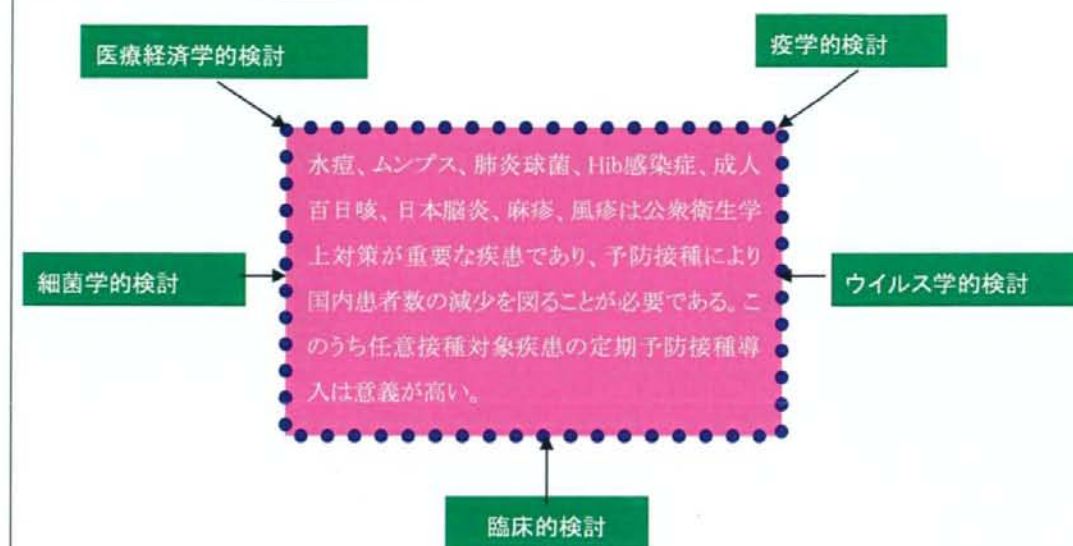 医療経済学的検討
疫学的検討
水痘、ムンプス、肺炎球菌、Hib感染症、成人
百日咳、日本脳炎、麻疹、風疹は公衆衛生学
上対策が重要な疾患であり、予防接種により
国内患者数の減少を図ることが必要である。こ
のうち任意接種対象疾患の定期予防接種導
入は意義が高い。
細菌学的検討
ウイルス学的検討
臨床的検討